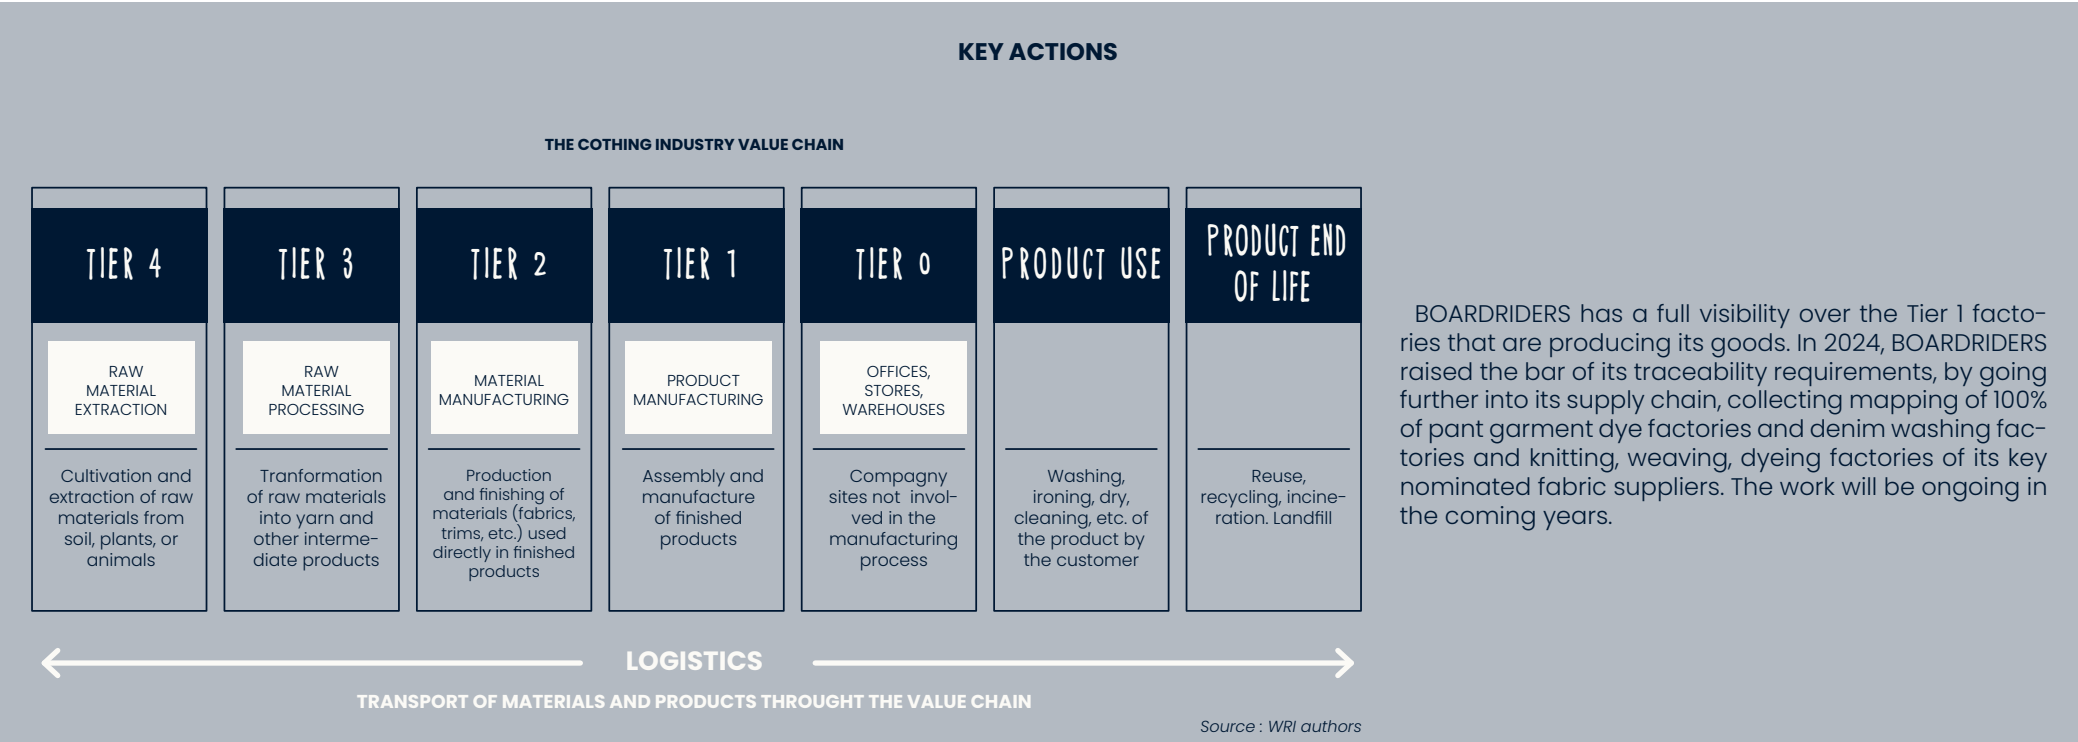 KEY ACTIONS
THE COTHING INDUSTRY VALUE CHAIN
TIER 4
RAW
MATERIAL
EXTRACTION
Cultivation and
extraction of raw
materials from
soil, plants, or
animals
TIER 3
RAW
MATERIAL
PROCESSING
Tranformation
of raw materials
into yarn and
other interme-
diate products
TIER 2
MATERIAL
MANUFACTURING
Production
and finishing of
materials (fabrics,
trims, etc.) used
directly in finished
products
TIER 1
PRODUCT
MANUFACTURING
Assembly and
manufacture
of finished
products
TIER 0
OFFICES,
STORES,
WAREHOUSES
Compagny
sites not invol-
ved in the
manufacturing
process
PRODUCT USE
Washing,
ironing, dry,
cleaning, etc. of
the product by
the customer
PRODUCT END
OF LIFE
Reuse,
recycling, incine-
ration. Landfill
LOGISTICS
TRANSPORT OF MATERIALS AND PRODUCTS THROUGHT THE VALUE CHAIN
Source : WRI authors
BOARDRIDERS has a full visibility over the Tier 1 facto-
ries that are producing its goods. In 2024, BOARDRIDERS
raised the bar of its traceability requirements, by going
further into its supply chain, collecting mapping of 100%
of pant garment dye factories and denim washing fac-
tories and knitting, weaving, dyeing factories of its key
nominated fabric suppliers. The work will be ongoing in
the coming years.